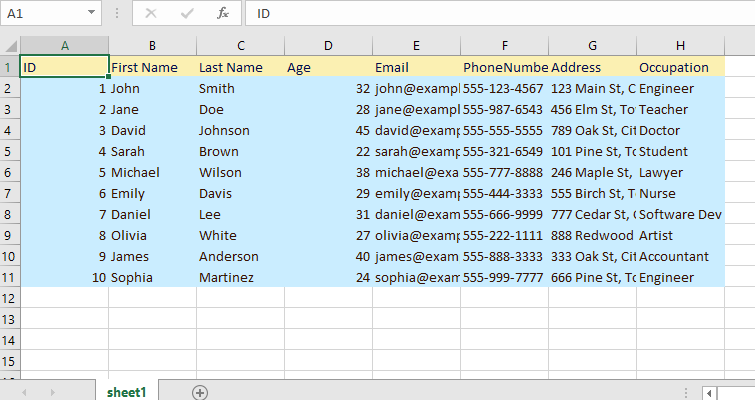 A1 fx ID
A B C D E F G H
1 ID First Name Last Name Age Email PhoneNumbe Address Occupation
2 1 John Smith 32 john@exampl 555-123-4567 123 Main St, C Engineer
3 2 Jane Doe 28 jane@exampl 555-987-6543 456 Elm St, To Teacher
4 3 David Johnson 45 david@examp 555-555-5555 789 Oak St, Cit Doctor
5 4 Sarah Brown 22 sarah@examp 555-321-6549 101 Pine St, To Student
6 5 Michael Wilson 38 michael@exa 555-777-8888 246 Maple St, Lawyer
7 6 Emily Davis 29 emily@examp 555-444-3333 555 Birch St, T Nurse
8 7 Daniel Lee 31 daniel@exam 555-666-9999 777 Cedar St, Software Dev
9 8 Olivia White 27 olivia@exam 555-222-1111 888 Redwood Artist
10 9 James Anderson 40 james@exam 555-888-3333 333 Oak St, Cit Accountant
11 10 Sophia Martinez 24 sophia@exam 555-999-7777 666 Pine St, To Engineer
12
13
14
15
sheet1